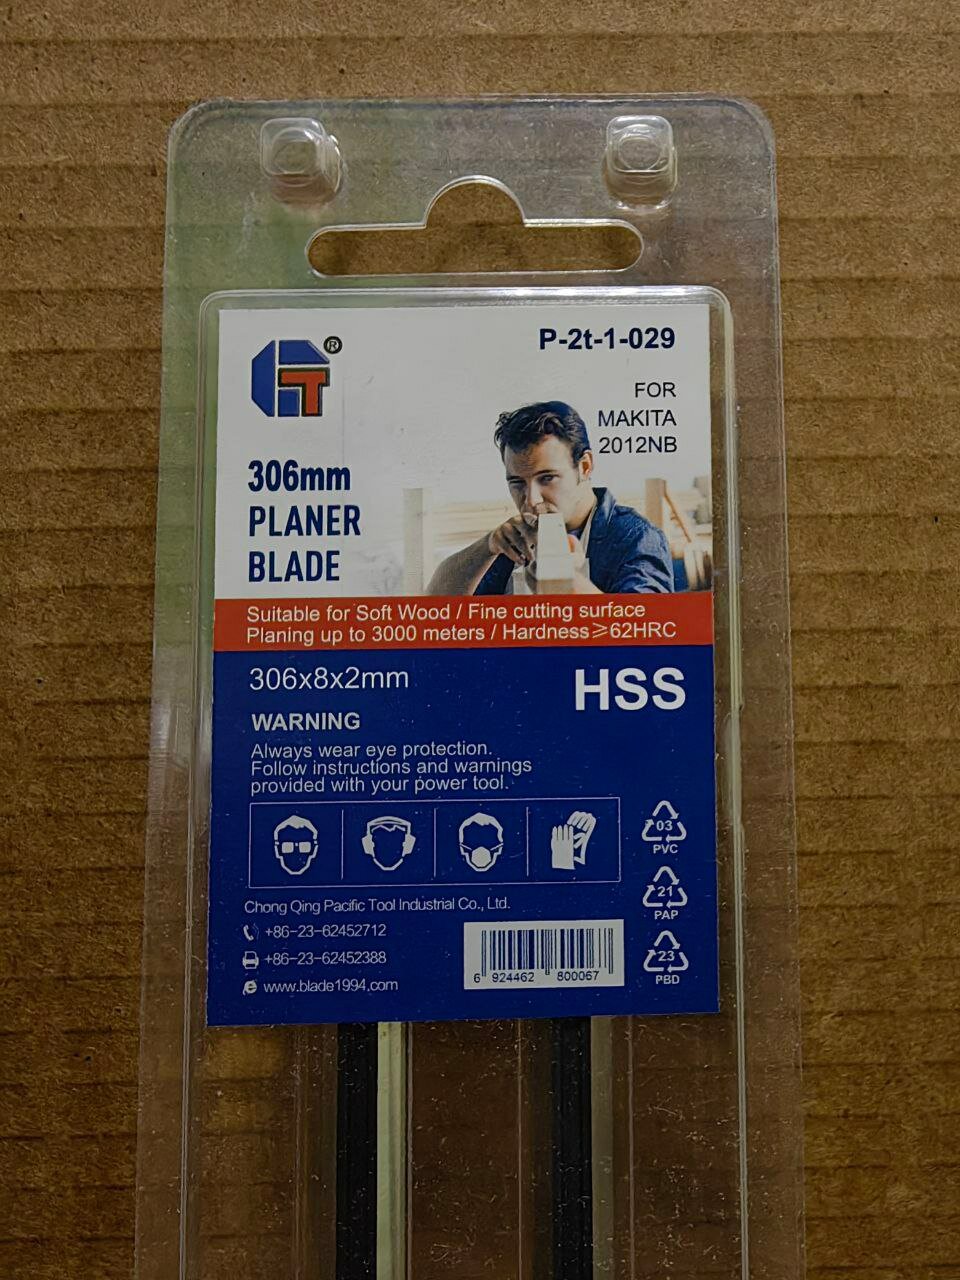 GT®
P-2t-1-029
FOR
MAKITA
2012NB
306mm
PLANER
BLADE
Suitable for Soft Wood / Fine cutting surface
Planing up to 3000 meters / Hardness≥62HRC
306x8x2mm
HSS
WARNING
Always wear eye protection.
Follow instructions and warnings
provided with your power tool.
03
PVC
21
PAP
23
PBD
Chong Qing Pacific Tool Industrial Co., Ltd.
+86-23-62452712
+86-23-62452388
www.blade1994.com
6 924462 800067